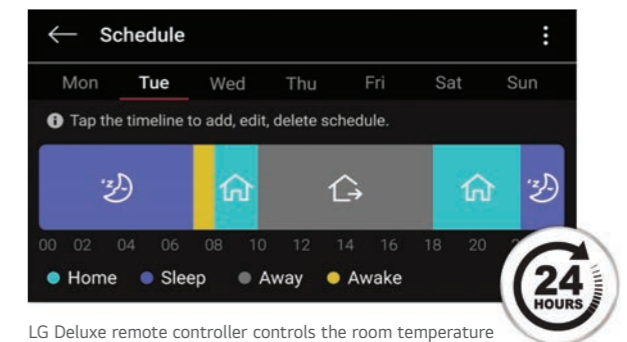 ← Schedule
Mon Tue Wed Thu Fri Sat Sun
Tap the timeline to add, edit, delete schedule.
00 02 04 06 08 10 12 14 16 18 20
Home Sleep Away Awake
24
HOURS
LG Deluxe remote controller controls the room temperature